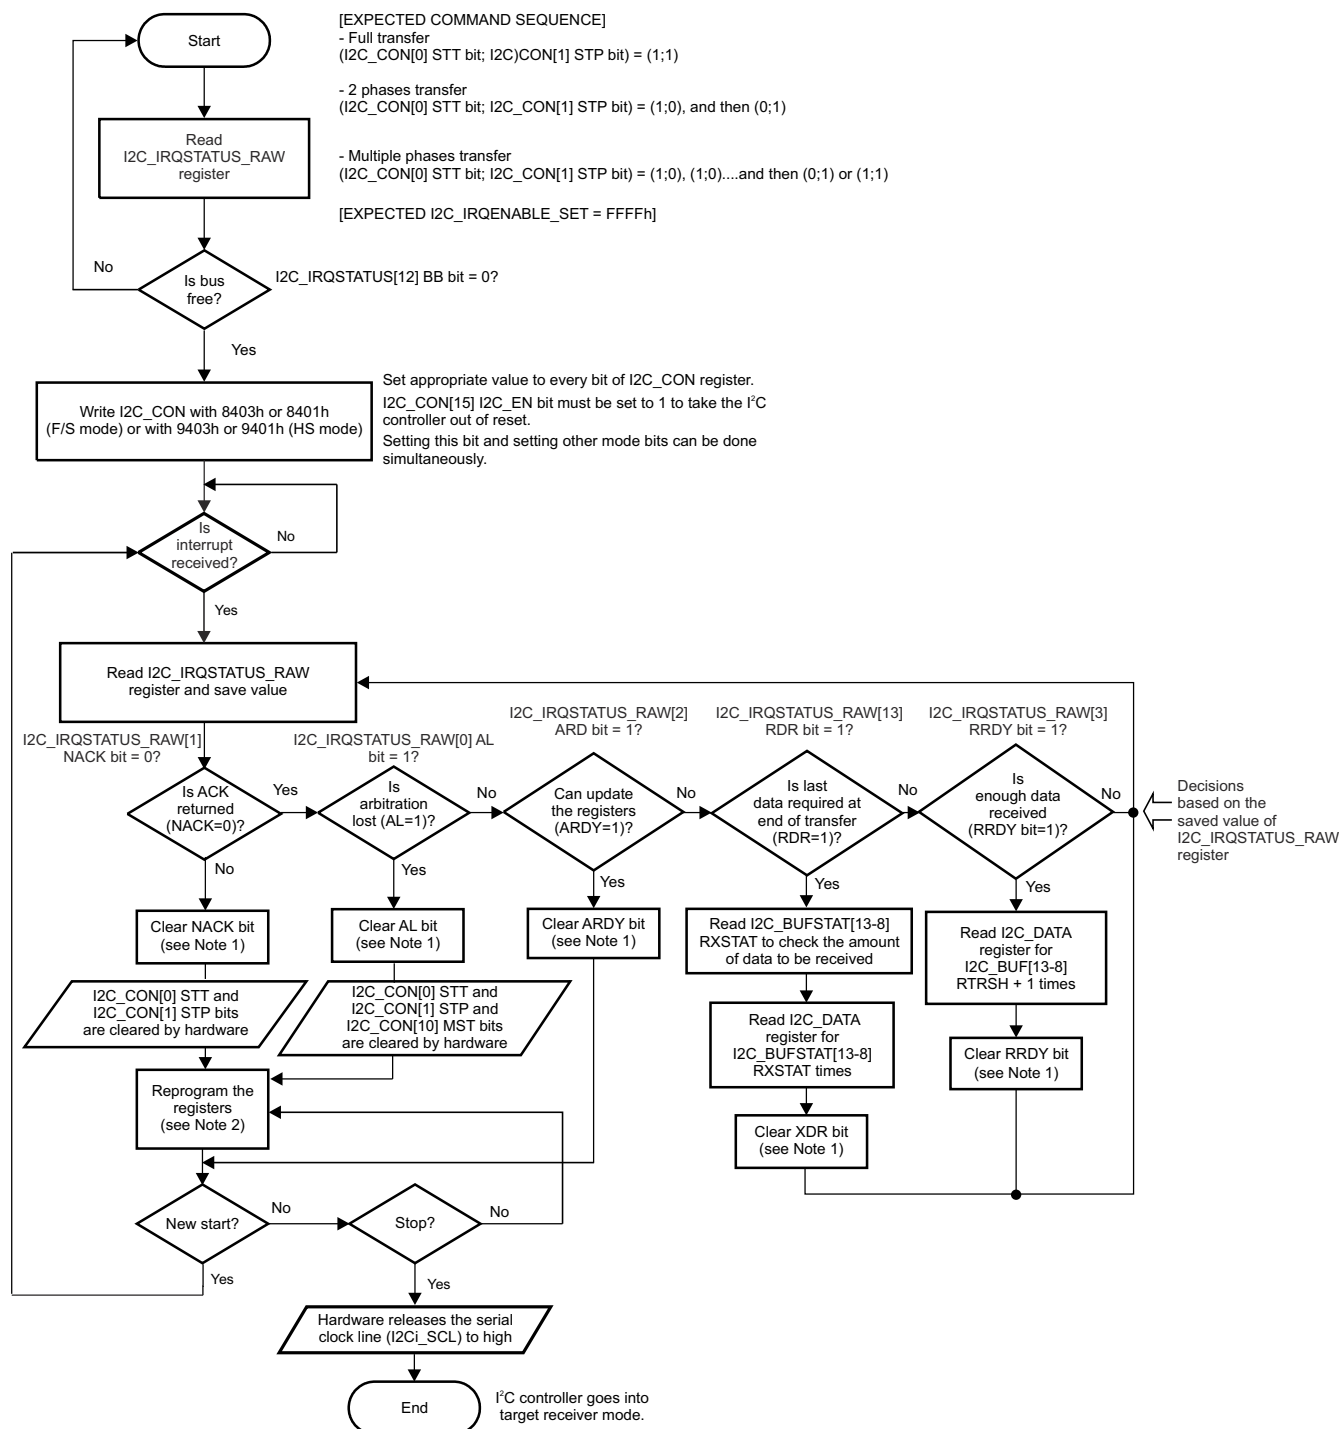 Start
[EXPECTED COMMAND SEQUENCE]
- Full transfer
(I2C_CON[0] STT bit; I2C)CON[1] STP bit) = (1;1)
- 2 phases transfer
(I2C_CON[0] STT bit; I2C_CON[1] STP bit) = (1;0), and then (0;1)
- Multiple phases transfer
(I2C_CON[0] STT bit; I2C_CON[1] STP bit) = (1;0), (1;0)....and then (0;1) or (1;1)
[EXPECTED I2C_IRQENABLE_SET = FFFFh]
Read
I2C_IRQSTATUS_RAW
register
No
Is bus
free?
I2C_IRQSTATUS[12] BB bit = 0?
Yes
Write I2C_CON with 8403h or 8401h
(F/S mode) or with 9403h or 9401h (HS mode)
Set appropriate value to every bit of I2C_CON register.
I2C_CON[15] I2C_EN bit must be set to 1 to take the I²C
controller out of reset.
Setting this bit and setting other mode bits can be done
simultaneously.
Is
interrupt
received?
No
Yes
Read I2C_IRQSTATUS_RAW
register and save value
I2C_IRQSTATUS_RAW[1]
NACK bit = 0?
I2C_IRQSTATUS_RAW[0] AL
bit = 1?
I2C_IRQSTATUS_RAW[2]
ARD bit = 1?
I2C_IRQSTATUS_RAW[13]
RDR bit = 1?
I2C_IRQSTATUS_RAW[3]
RRDY bit = 1?
Is ACK
returned
(NACK=0)?
Yes
Is
arbitration
lost (AL=1)?
No
Can update
the registers
(ARDY=1)?
No
Is last
data required at
end of transfer
(RDR=1)?
No
Is
enough data
received
(RRDY bit=1)?
No
Decisions
based on the
saved value of
I2C_IRQSTATUS_RAW
register
No
Yes
Yes
Yes
Yes
Clear NACK bit
(see Note 1)
Clear AL bit
(see Note 1)
Clear ARDY bit
(see Note 1)
Read I2C_BUFSTAT[13-8]
RXSTAT to check the amount
of data to be received
Read I2C_DATA
register for
I2C_BUF[13-8]
RTRSH + 1 times
I2C_CON[0] STT and
I2C_CON[1] STP bits
are cleared by hardware
I2C_CON[0] STT and
I2C_CON[1] STP and
I2C_CON[10] MST bits
are cleared by hardware
Read I2C_DATA
register for
I2C_BUFSTAT[13-8]
RXSTAT times
Clear RRDY bit
(see Note 1)
Reprogram the
registers
(see Note 2)
Clear XDR bit
(see Note 1)
New start?
No
Stop?
No
Yes
Yes
Hardware releases the serial
clock line (I2Ci_SCL) to high
End
I²C controller goes into
target receiver mode.